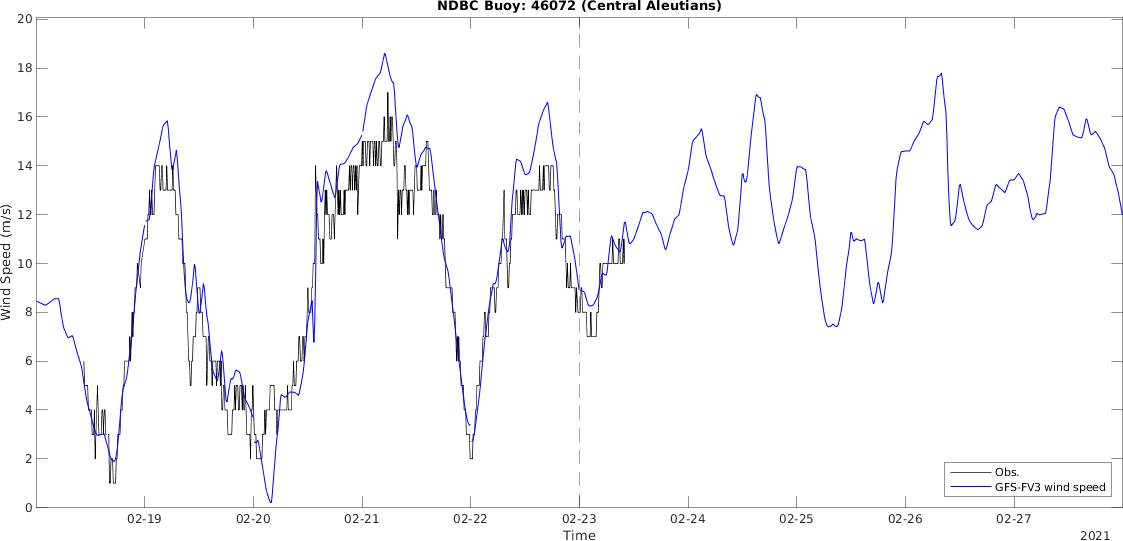 NDBC Buoy: 46072 (Central Aleutians)
20
18
16
14
12
10
8
6
4
2
0
Wind Speed (m/s)
Obs.
GFS-FV3 wind speed
02-19 02-20 02-21 02-22 02-23 02-24 02-25 02-26 02-27
Time
2021